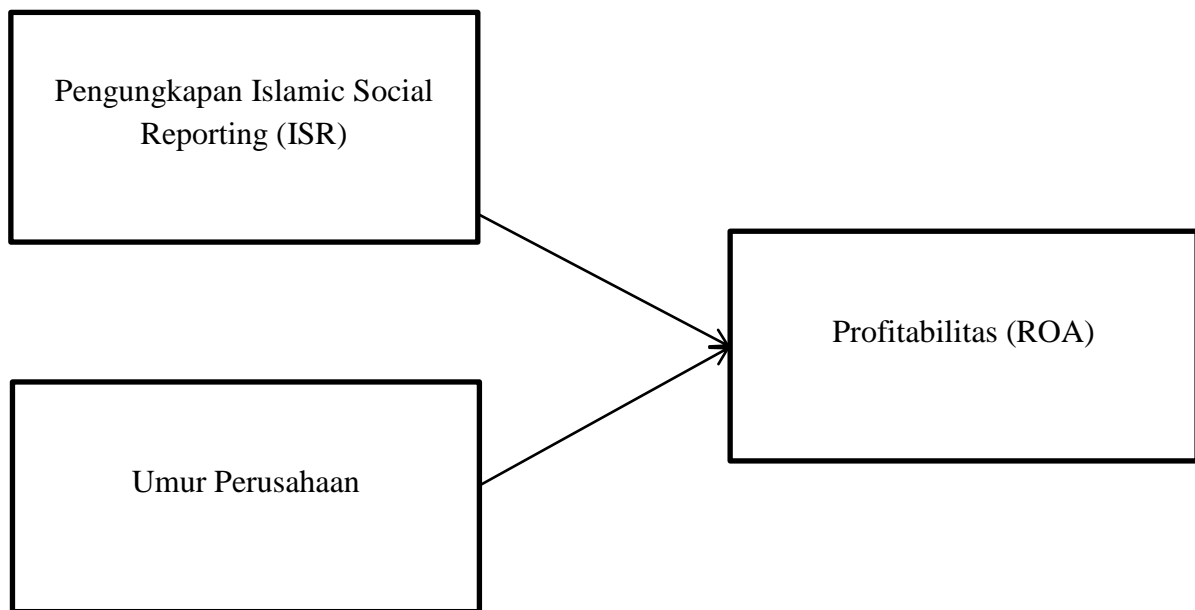 Pengungkapan Islamic Social
Reporting (ISR)
Profitabilitas (ROA)
Umur Perusahaan